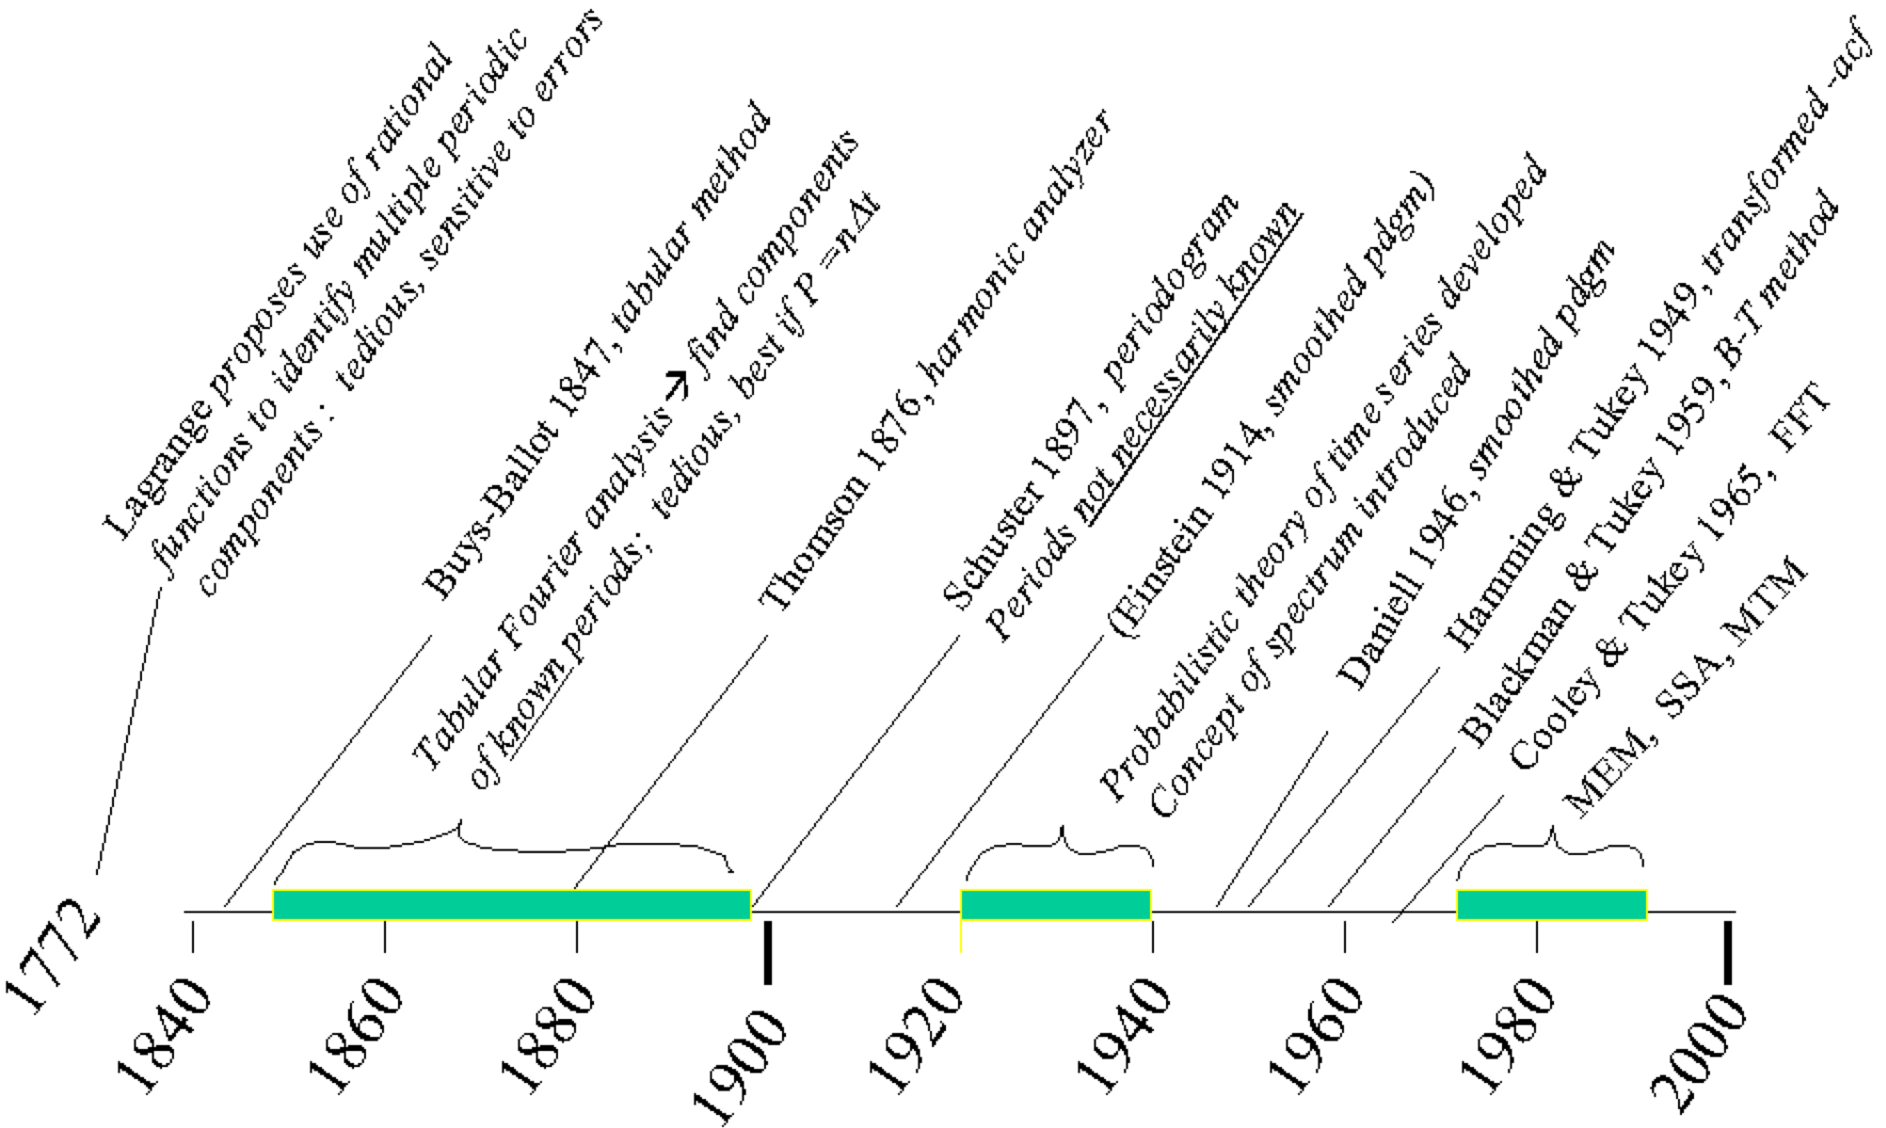 Lagrange proposes use of rational
functions to identify multiple periodic
components : tedious, sensitive to errors
Buys-Ballot 1847, tabular method
Tabular Fourier analysis → find components
of known periods; tedious, best if P =nΔt
Thomson 1876, harmonic analyzer
Schuster 1897, periodogram
Periods not necessarily known
(Einstein 1914, smoothed pdgm)
Probabilistic theory of time series developed
Concept of spectrum introduced
Daniell 1946, smoothed pdgm
Hamming & Tukey 1949, transformed -acf
Blackman & Tukey 1959, B-T method
Cooley & Tukey 1965, FFT
MEM, SSA, MTM
1772
1840
1860
1880
1900
1920
1940
1960
1980
2000